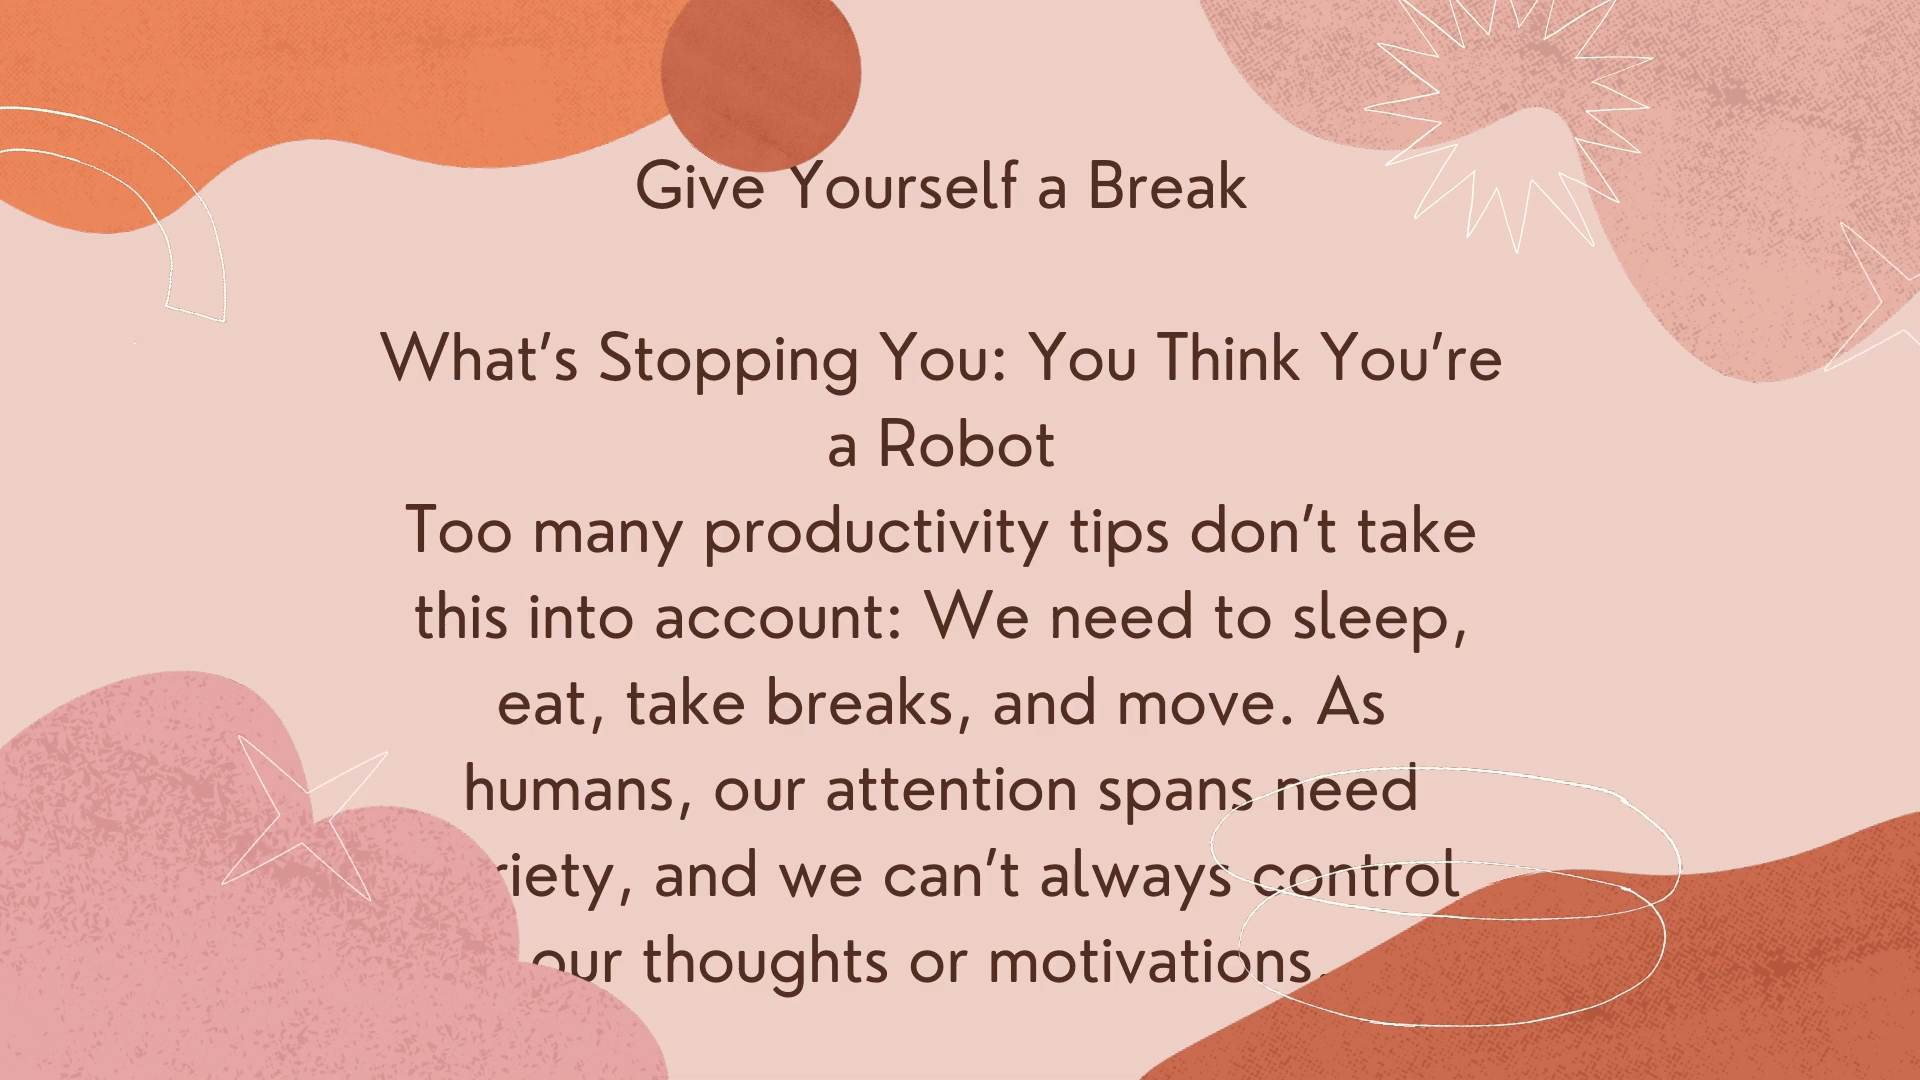 Give Yourself a Break
What's Stopping You: You Think You're
a Robot
Too many productivity tips don't take
this into account: We need to sleep,
eat, take breaks, and move. As
humans, our attention spans need
riety, and we can't always control
our thoughts or motivations.